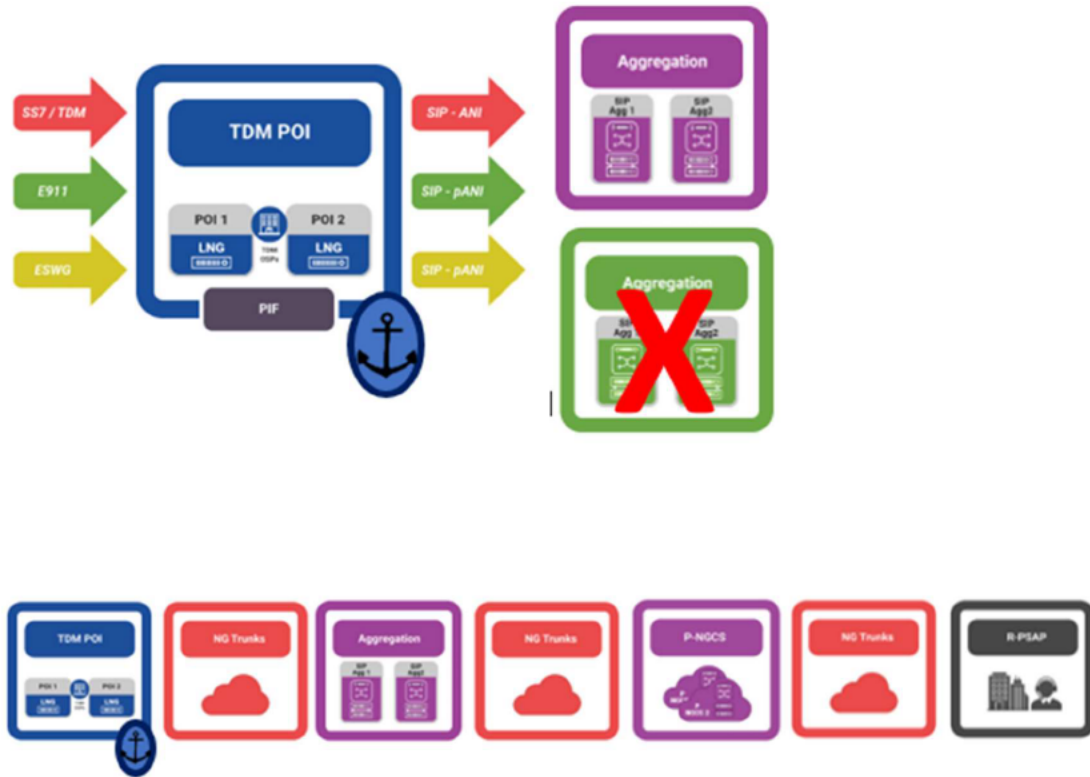 SS7 / TDM
E911
ESWG
TDM POI
POI 1
LNG
TDM
OSPs
POI 2
LNG
PIF
SIP - ANI
SIP - pANI
SIP - pANI
Aggregation
SIP
Agg 1
SIP
Agg2
Aggregation
SIP
Agg
SIP
Agg2
X
TDM POI
POI 1
LNG
POI 2
LNG
NG Trunks
Aggregation
SIP
Agg 1
SIP
Agg2
NG Trunks
P-NGCS
P
P
NGCS 2
NG Trunks
R-PSAP